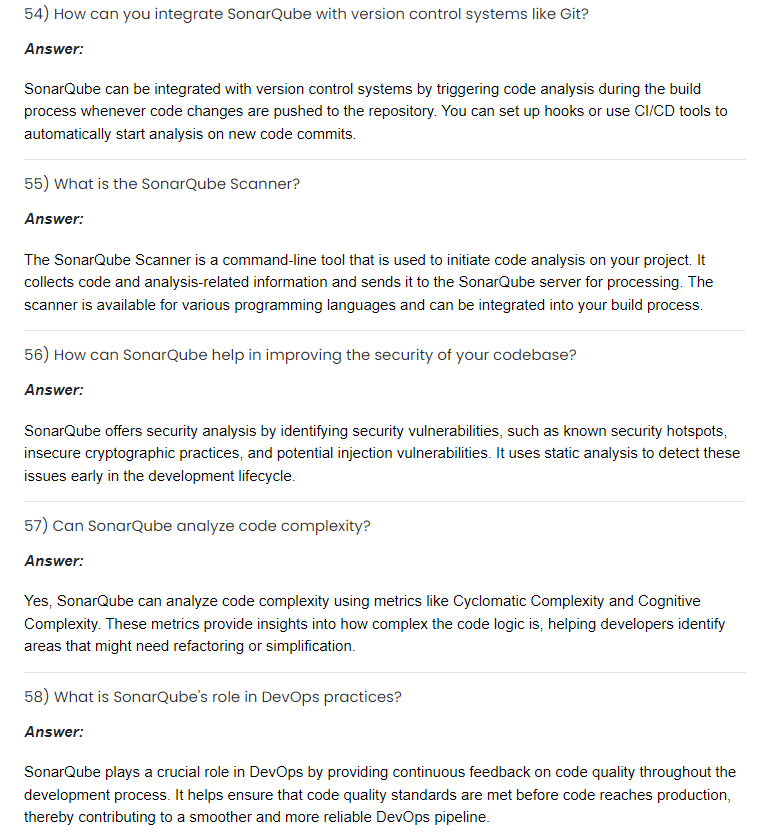 54) How can you integrate SonarQube with version control systems like Git?
Answer:
SonarQube can be integrated with version control systems by triggering code analysis during the build
process whenever code changes are pushed to the repository. You can set up hooks or use CI/CD tools to
automatically start analysis on new code commits.
55) What is the SonarQube Scanner?
Answer:
The SonarQube Scanner is a command-line tool that is used to initiate code analysis on your project. It
collects code and analysis-related information and sends it to the SonarQube server for processing. The
scanner is available for various programming languages and can be integrated into your build process.
56) How can SonarQube help in improving the security of your codebase?
Answer:
SonarQube offers security analysis by identifying security vulnerabilities, such as known security hotspots,
insecure cryptographic practices, and potential injection vulnerabilities. It uses static analysis to detect these
issues early in the development lifecycle.
57) Can SonarQube analyze code complexity?
Answer:
Yes, SonarQube can analyze code complexity using metrics like Cyclomatic Complexity and Cognitive
Complexity. These metrics provide insights into how complex the code logic is, helping developers identify
areas that might need refactoring or simplification.
58) What is SonarQube's role in DevOps practices?
Answer:
SonarQube plays a crucial role in DevOps by providing continuous feedback on code quality throughout the
development process. It helps ensure that code quality standards are met before code reaches production,
thereby contributing to a smoother and more reliable DevOps pipeline.